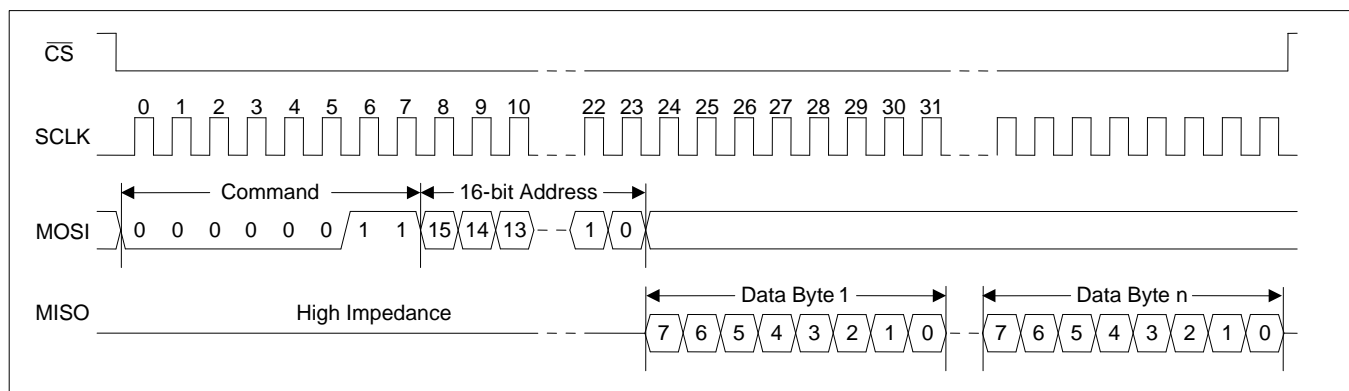 CS
0 1 2 3 4 5 6 7 8 9 10 22 23 24 25 26 27 28 29 30 31
SCLK
Command 16-bit Address
MOSI 0 0 0 0 0 0 1 1 15 14 13 1 0
Data Byte 1 Data Byte n
MISO High Impedance
7 6 5 4 3 2 1 0 7 6 5 4 3 2 1 0